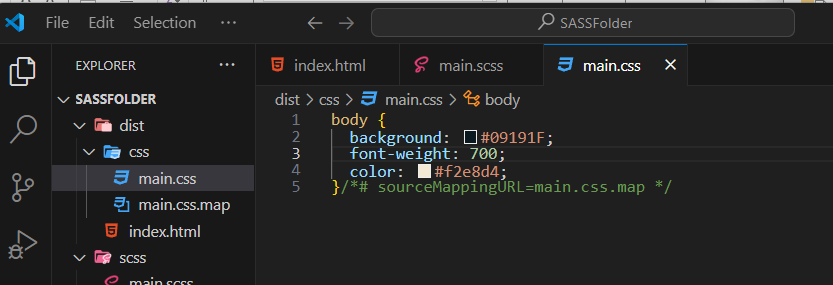 File Edit Selection ··· SASSFolder
EXPLORER ···
SASSFOLDER
dist
css
main.css
main.css.map
index.html
scss
main.scss
index.html main.scss main.css
dist > css > main.css > body
1 body {
2 background: #09191F;
3 font-weight: 700;
4 color: #f2e8d4;
5 }/*# sourceMappingURL=main.css.map */